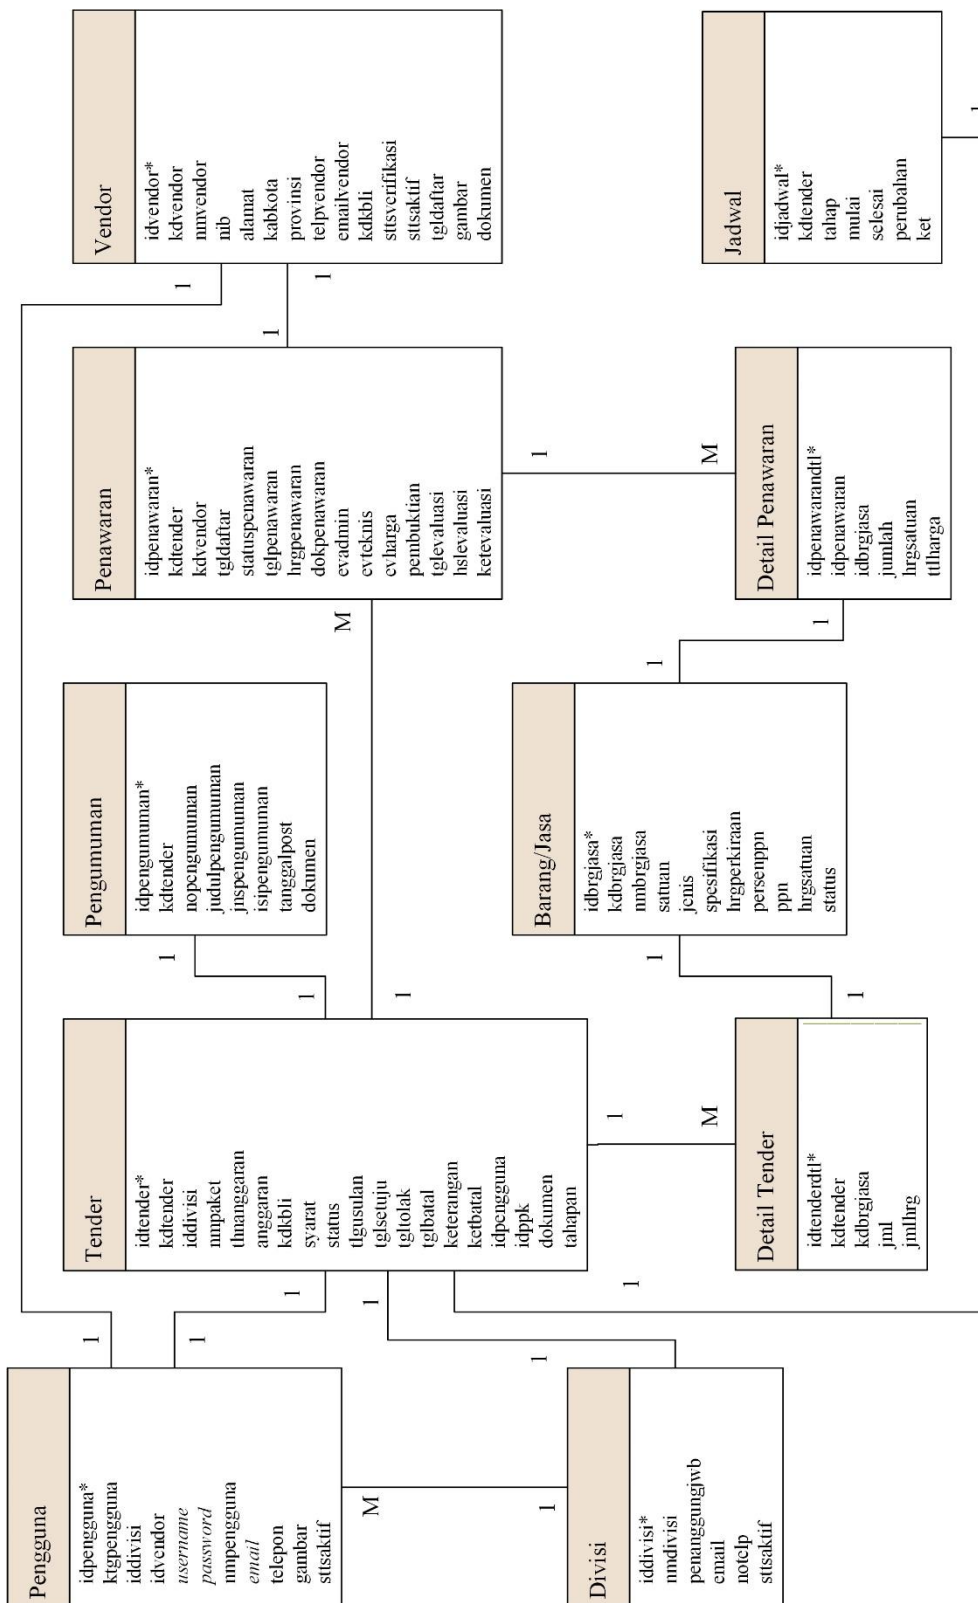 Pengguna
idpengguna*
ktgpengguna
iddivisi
idvendor
username
password
nmpengguna
email
telepon
gambar
sttsaktif
1
1
M
Tender
idtender*
kdtender
iddivisi
nmpaket
thnanggaran
anggaran
kdkbli
syarat
status
tlgusulan
tglsetuju
tgltolak
tglbatal
keterangan
ketbatal
idpengguna
idppk
dokumen
tahapan
1
1
1
1
1
1
Pengumuman
idpengumuman*
kdtender
nopengumuman
judulpengumuman
jnspengumuman
isipengumuman
tanggalpost
dokumen
1
Penawaran
idpenawaran*
kdtender
kdvendor
tgldaftar
statuspenawaran
tglpenawaran
hrgpenawaran
dokpenawaran
evadmin
evteknis
evharga
pembuktian
tglevaluasi
hslevaluasi
ketevaluasi
M
1
1
Vendor
idvendor*
kdvendor
nmvendor
nib
alamat
kabkota
provinsi
telpvendor
emailvendor
kdkbli
sttsverifikasi
sttsaktif
tgldaftar
gambar
dokumen
1
1
Divisi
iddivisi*
nmdivisi
penanggungjwb
email
notelp
sttsaktif
1
1
Detail Tender
idtenderdtl*
kdtender
kdbrgjasa
jml
jmlhrg
M
1
Barang/Jasa
idbrgjasa*
kdbrgjasa
nmbrgjasa
satuan
jenis
spesifikasi
hrgperkiraan
persenppn
ppn
hrgsatuan
status
1
1
Detail Penawaran
idpenawarandtl*
idpenawaran
idbrgjasa
jumlah
hrgsatuan
ttlharga
M
1
Jadwal
idjadwal*
kdtender
tahap
mulai
selesai
perubahan
ket
1